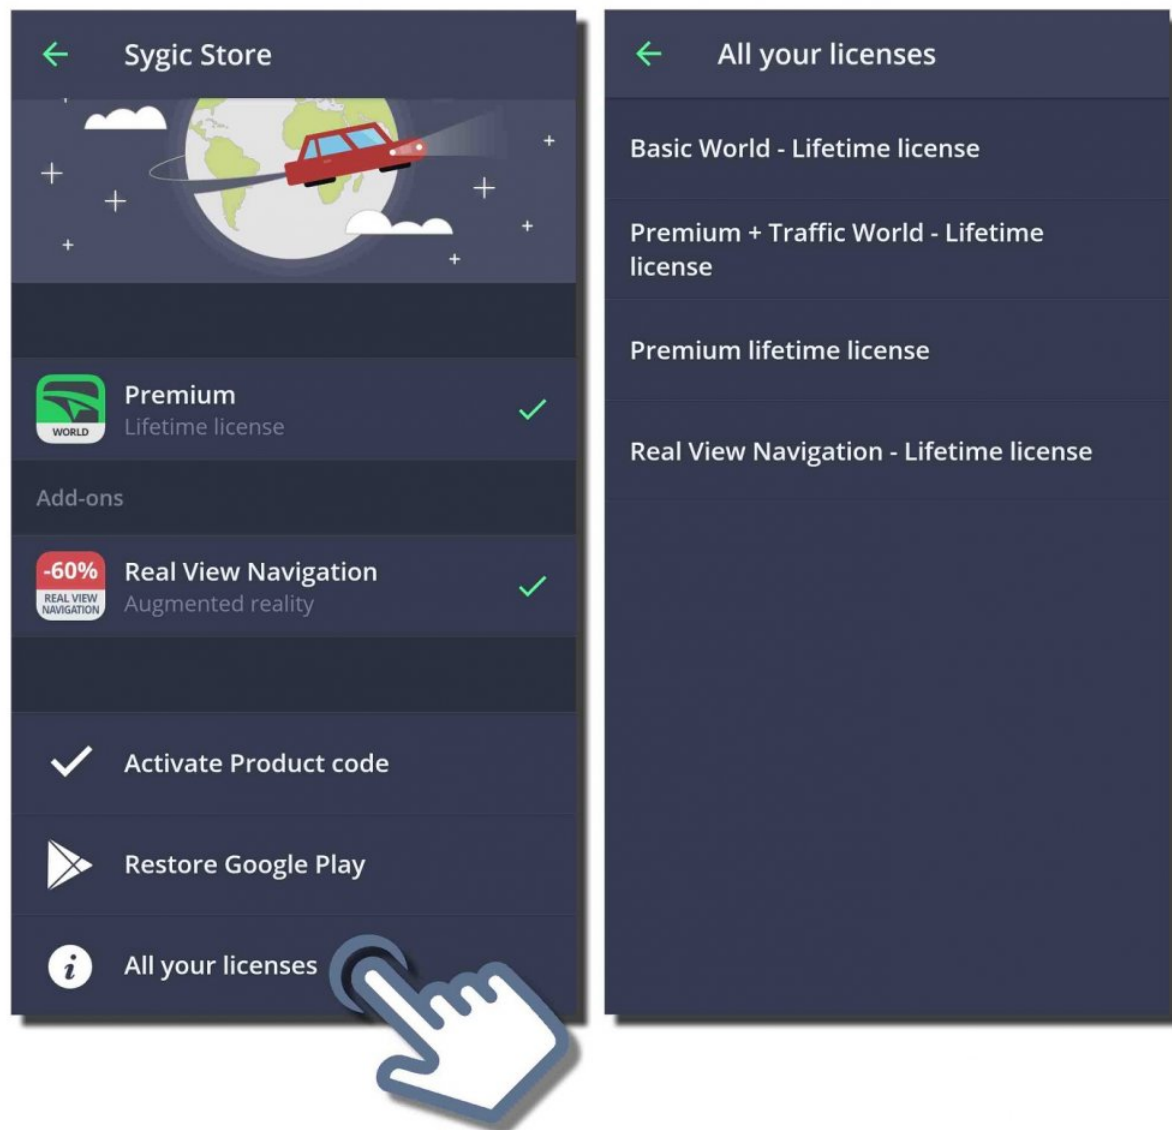 Sygic Store
WORLD
Premium
Lifetime license
Add-ons
-60%
REAL VIEW
NAVIGATION
Real View Navigation
Augmented reality
Activate Product code
Restore Google Play
i
All your licenses
All your licenses
Basic World - Lifetime license
Premium + Traffic World - Lifetime
license
Premium lifetime license
Real View Navigation - Lifetime license